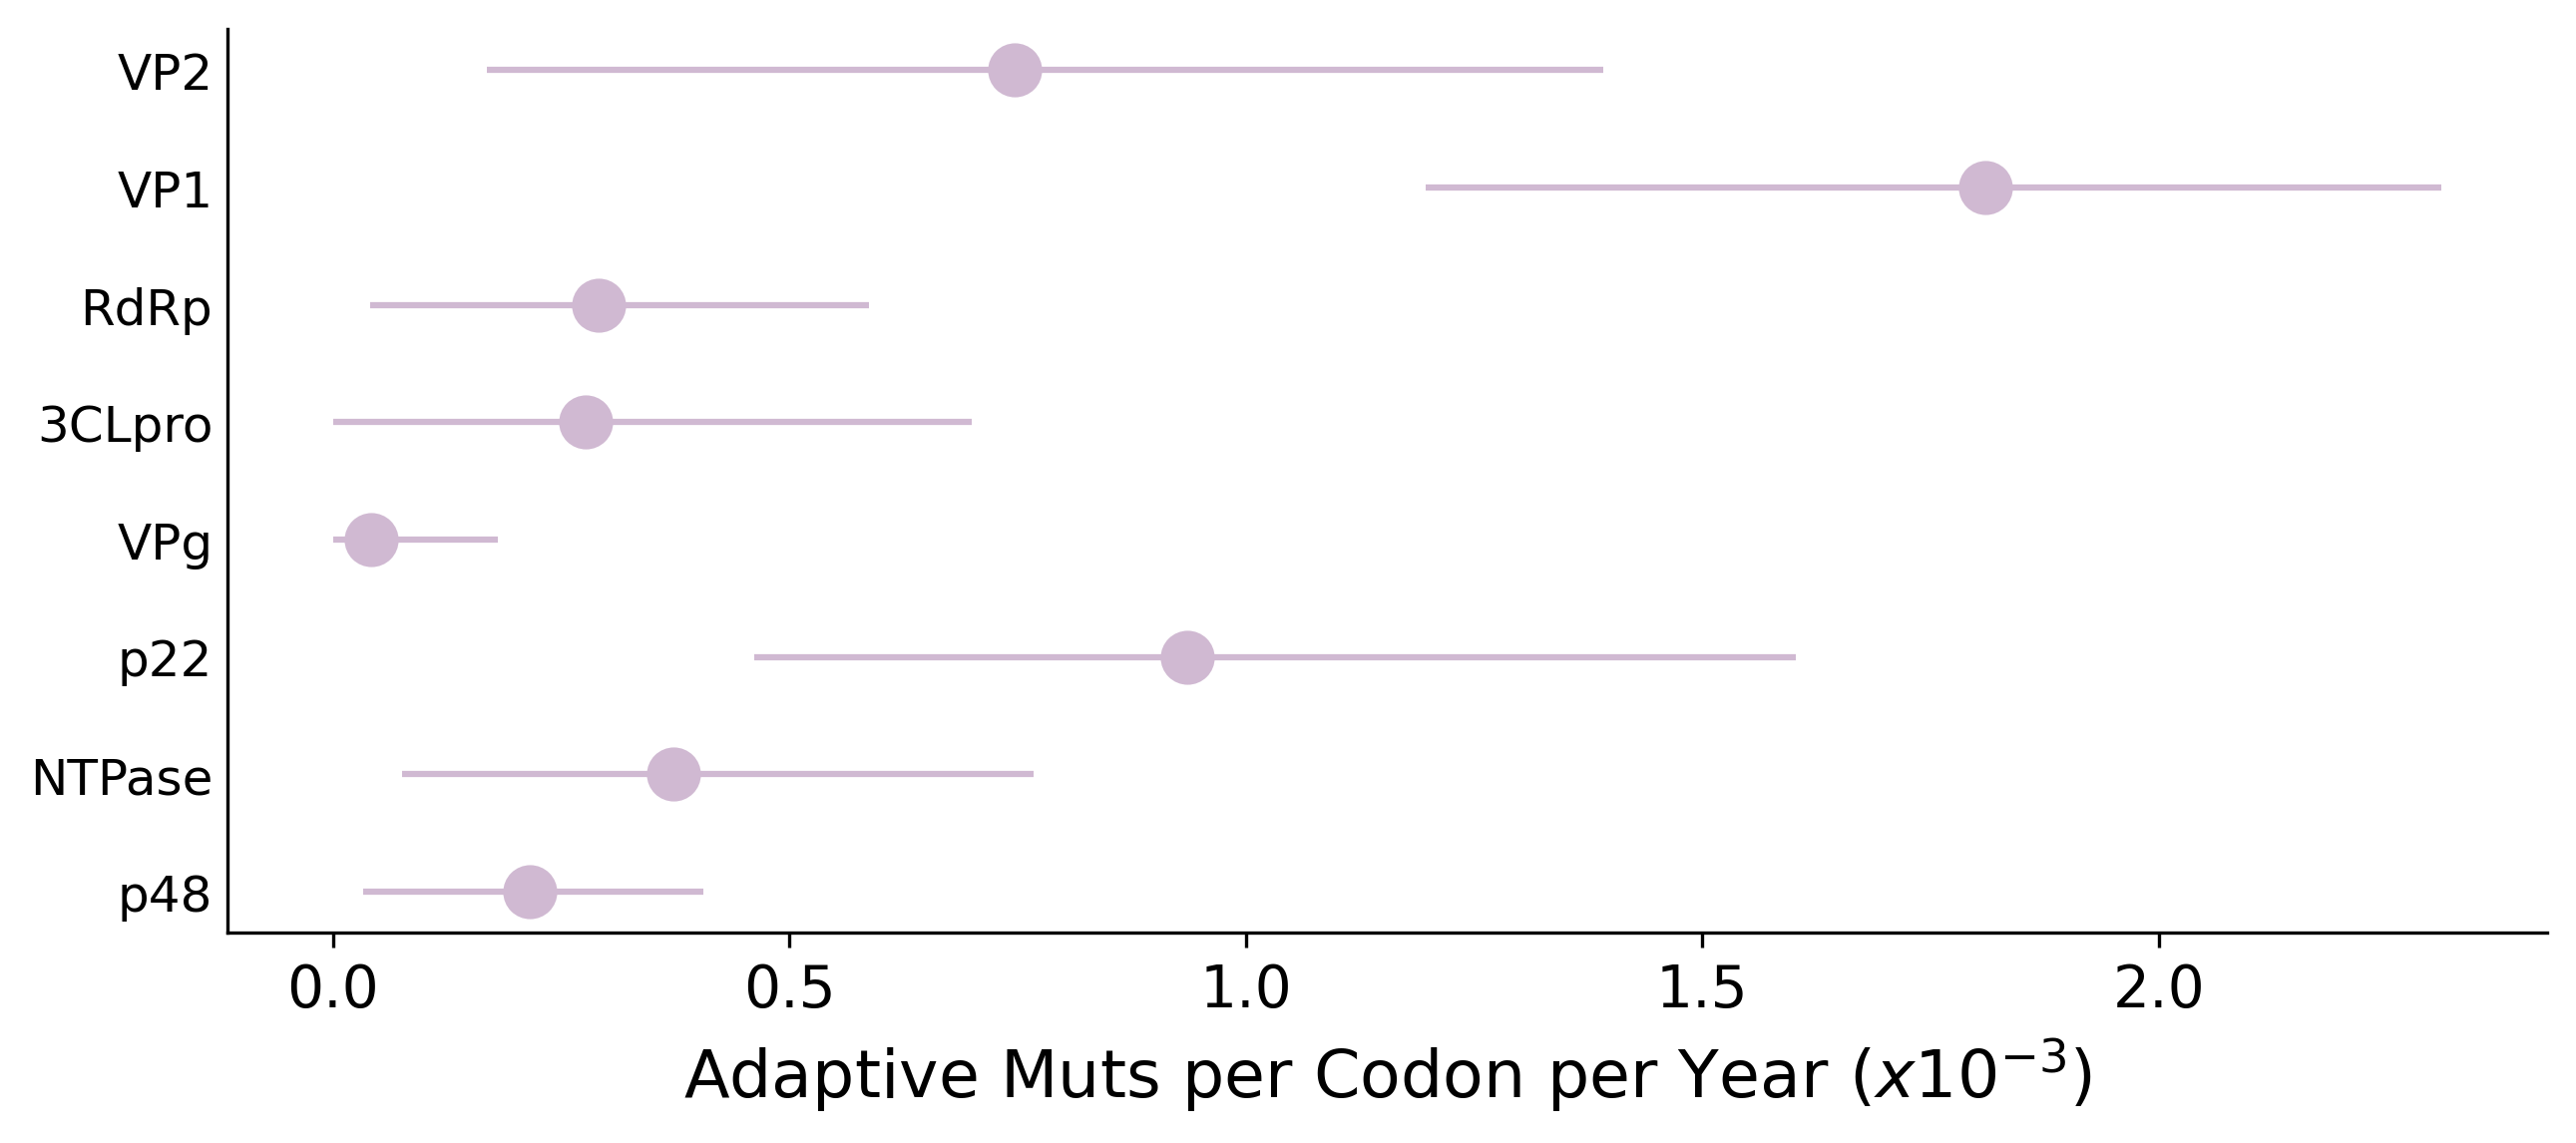 VP2
VP1
RdRp
3CLpro
VPg
p22
NTPase
p48
0.0 0.5 1.0 1.5 2.0
Adaptive Muts per Codon per Year (x10⁻³)